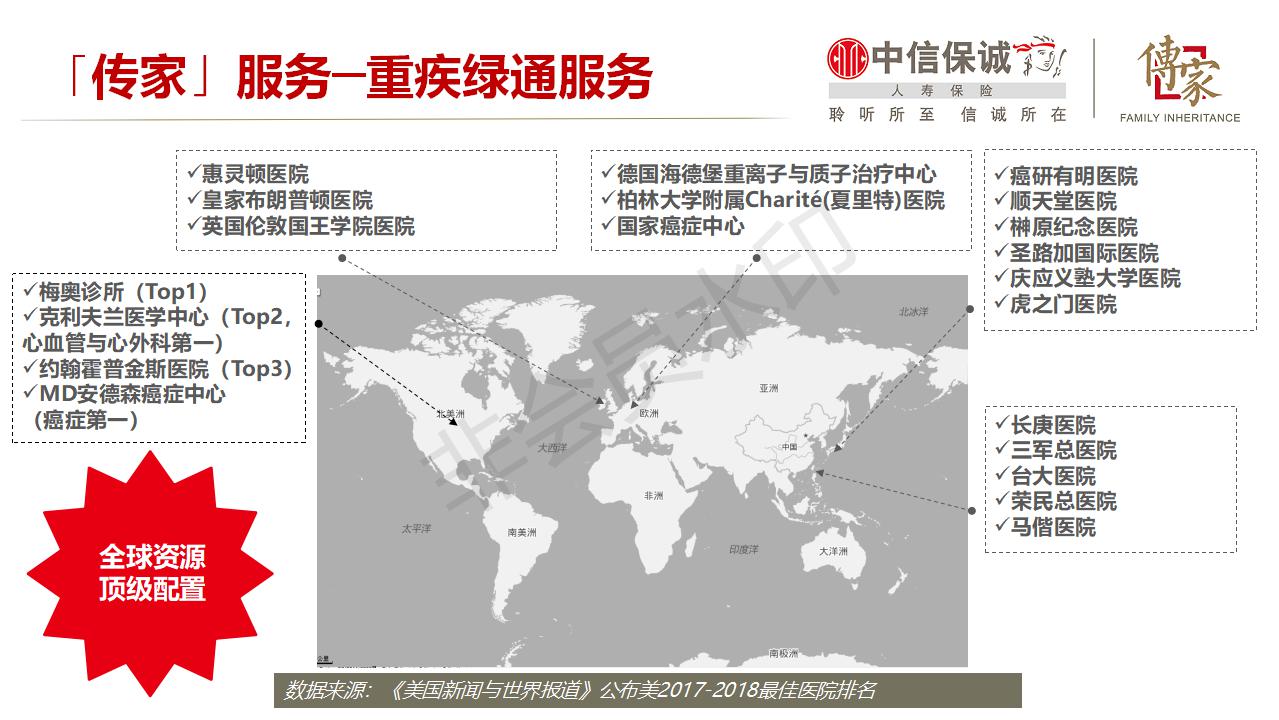 「传家」服务—重疾绿通服务
中信保诚
人寿保险
聆听所至 信诚所在
傳家
FAMILY INHERITANCE
✓惠灵顿医院
✓皇家布朗普顿医院
✓英国伦敦国王学院医院
✓德国海德堡重离子与质子治疗中心
✓柏林大学附属Charité(夏里特)医院
✓国家癌症中心
✓癌研有明医院
✓顺天堂医院
✓榊原纪念医院
✓圣路加国际医院
✓庆应义塾大学医院
✓虎之门医院
✓梅奥诊所（Top1）
✓克利夫兰医学中心（Top2，
心血管与心外科第一）
✓约翰霍普金斯医院（Top3）
✓MD安德森癌症中心
（癌症第一）
北冰洋
亚洲
北美洲
欧洲
大西洋
中国
非洲
太平洋
南美洲
印度洋
大洋洲
南极洲
公里
非会员水印
✓长庚医院
✓三军总医院
✓台大医院
✓荣民总医院
✓马偕医院
全球资源
顶级配置
数据来源：《美国新闻与世界报道》公布美2017-2018最佳医院排名